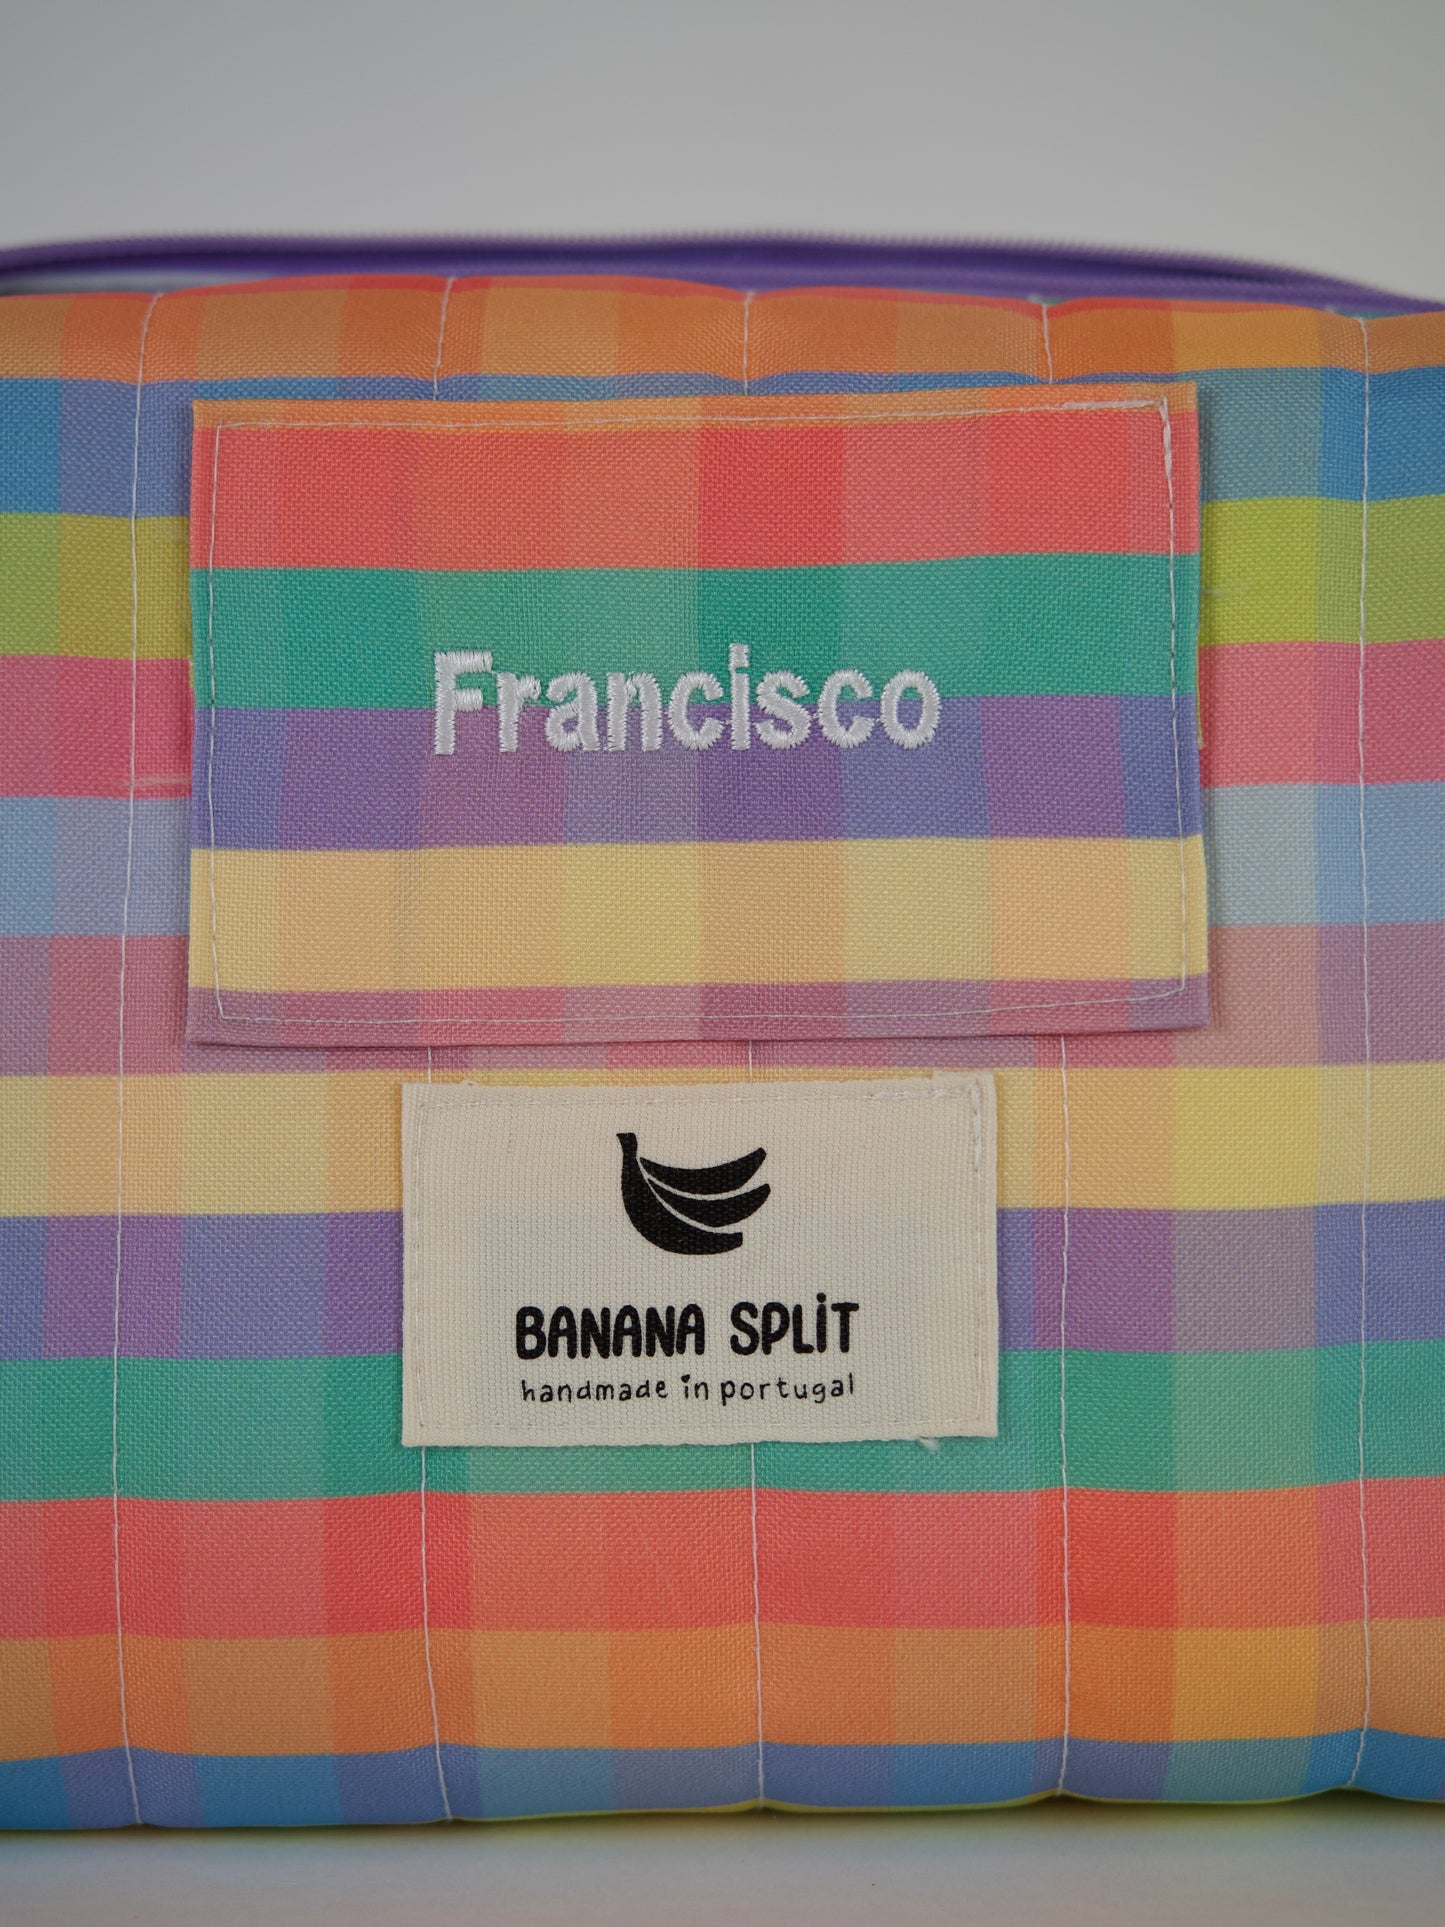 Francisco
BANANA SPLiT
handmade in portugal